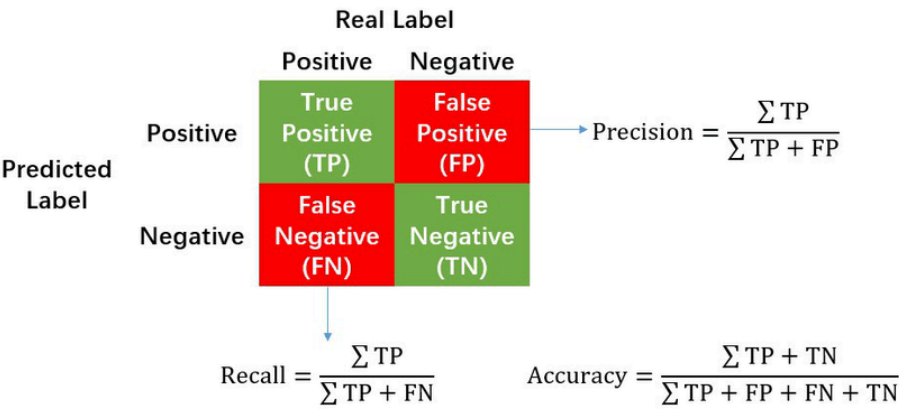 Real Label
Positive Negative
True Positive (TP)
False Positive (FP)
Positive
Precision = ∑ TP / ∑ TP + FP
Predicted Label
False Negative (FN)
True Negative (TN)
Negative
Recall = ∑ TP / ∑ TP + FN
Accuracy = ∑ TP + TN / ∑ TP + FP + FN + TN